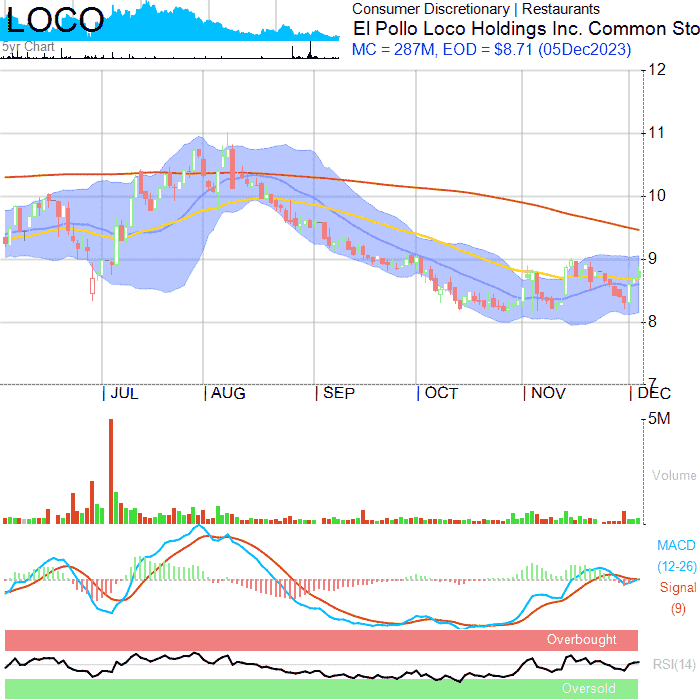 LOCO
5yr Chart
Consumer Discretionary | Restaurants
El Pollo Loco Holdings Inc. Common Sto
MC = 287M, EOD = $8.71 (05Dec2023)
12
11
10
9
8
7
JUL AUG SEP OCT NOV DEC
5M
Volume
MACD
(12-26)
Signal
(9)
Overbought
RSI(14)
Oversold